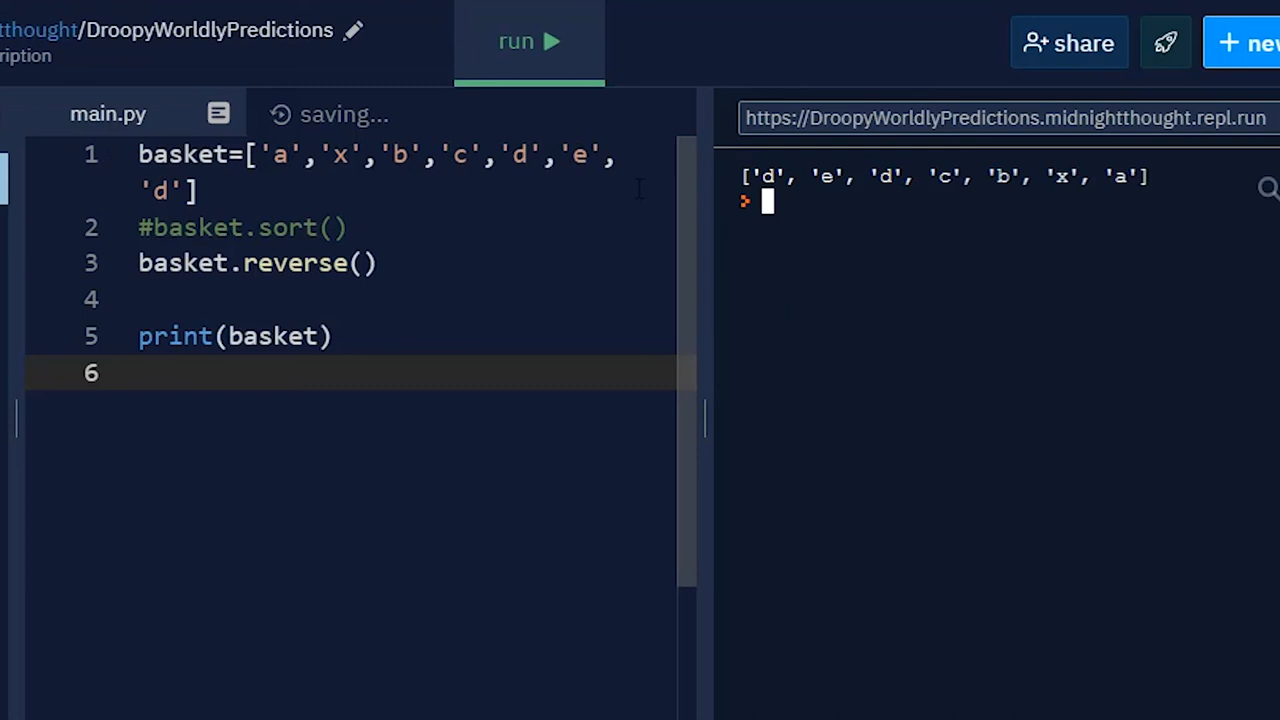 tthought/DroopyWorldlyPredictions
ription
run
share
+ new
main.py
saving...
https://DroopyWorldlyPredictions.midnightthought.repl.run
1 basket=['a','x','b','c','d','e',
'd']
2 #basket.sort()
3 basket.reverse()
4
5 print(basket)
6
['d', 'e', 'd', 'c', 'b', 'x', 'a']
>